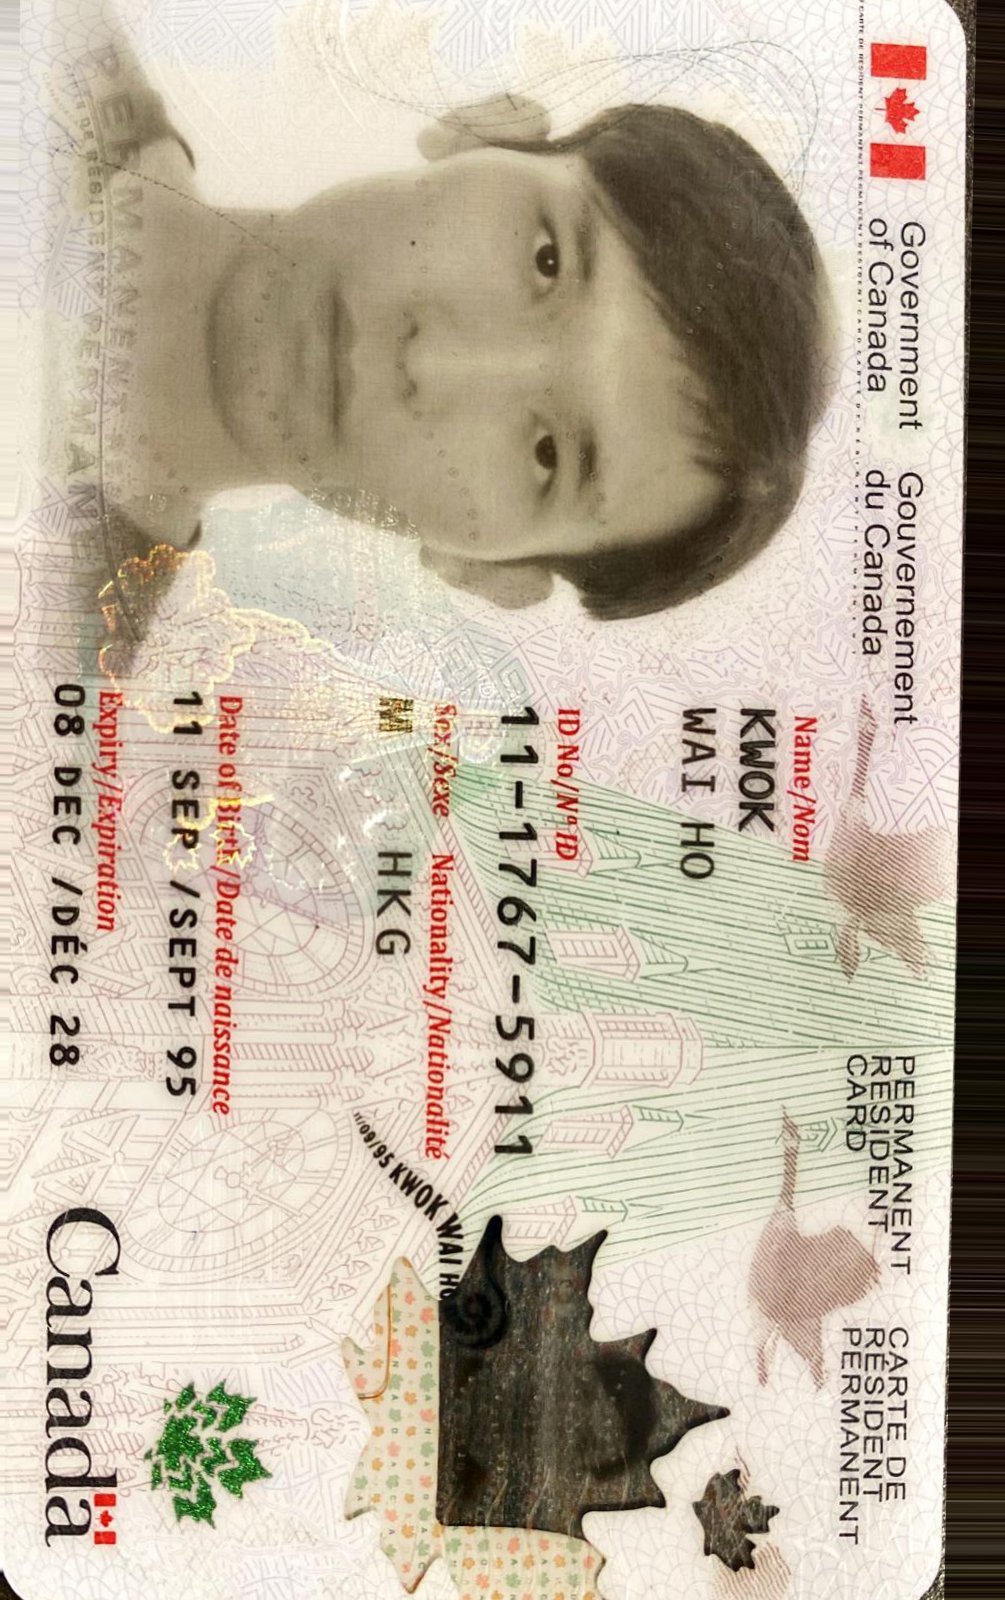 Government
of Canada
Gouvernement
du Canada
PERMANENT
RESIDENT
CARD
CARTE DE
RÉSIDENT
PERMANENT
Name/Nom
KWOK
WAI HO
ID No/Nº ID
11-1767-5911
Sex/Sexe Nationality/Nationalité
M HKG
Date of Birth/Date de naissance
11 SEP /SEPT 95
Expiry/Expiration
08 DEC /DÉC 28
11/09/95 KWOK WAI HO
Canada